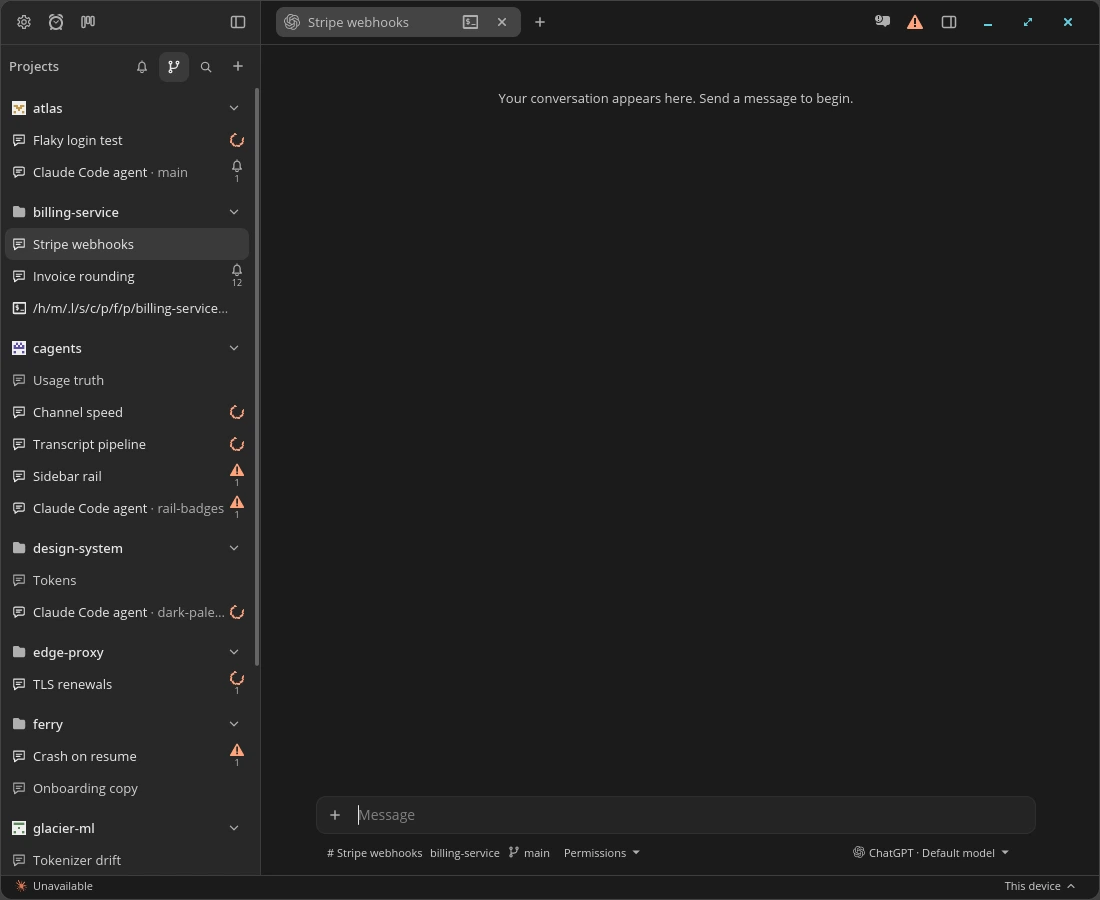 Stripe webhooks
Projects
Your conversation appears here. Send a message to begin.
atlas
Flaky login test
Claude Code agent · main
1
billing-service
Stripe webhooks
Invoice rounding
12
/h/m/.l/s/c/p/f/p/billing-service…
cagents
Usage truth
Channel speed
Transcript pipeline
Sidebar rail
1
Claude Code agent · rail-badges
1
design-system
Tokens
Claude Code agent · dark-pale…
edge-proxy
TLS renewals
1
ferry
Crash on resume
1
Onboarding copy
glacier-ml
Tokenizer drift
Message
# Stripe webhooks billing-service main Permissions
ChatGPT · Default model
Unavailable
This device